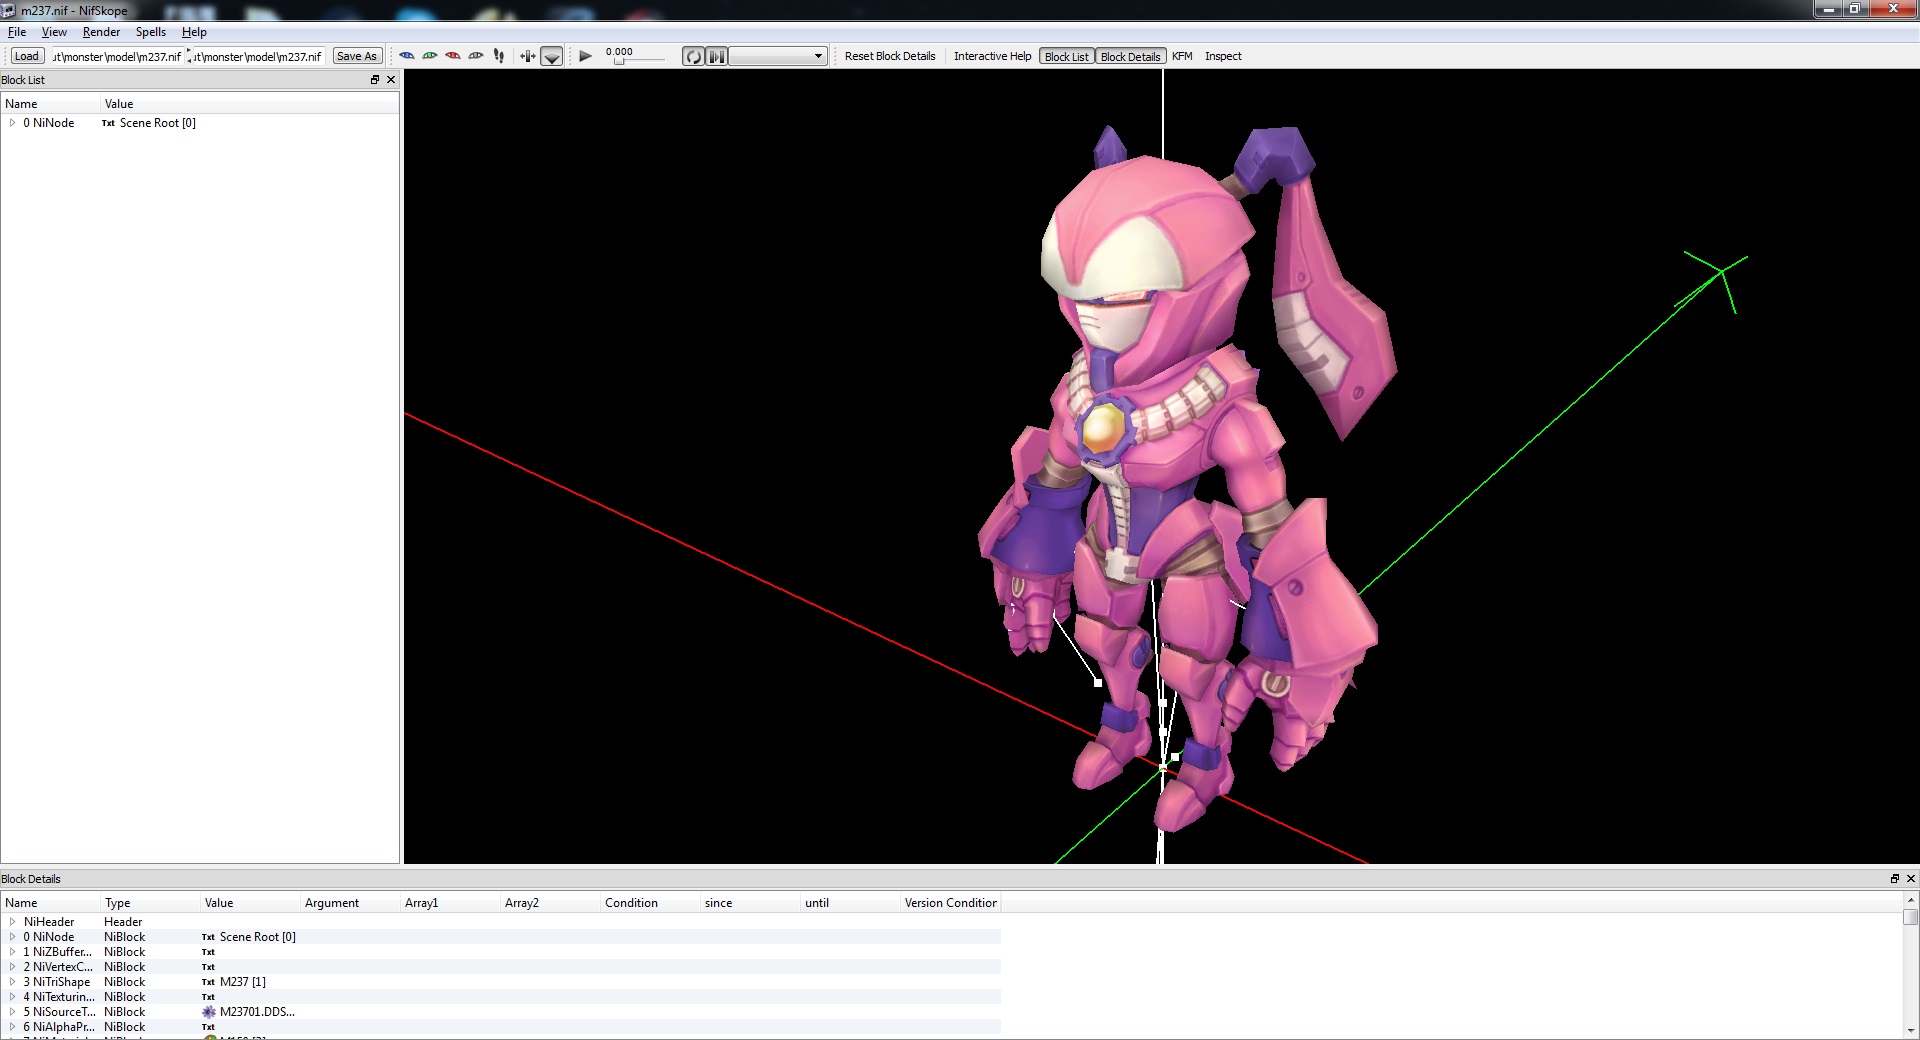 m237.nif - NifSkope
File View Render Spells Help
Load ut\monster\model\m237.nif ut\monster\model\m237.nif Save As 0.000 Reset Block Details Interactive Help Block List Block Details KFM Inspect
Block List
Name Value
0 NiNode Txt Scene Root [0]
Block Details
Name Type Value Argument Array1 Array2 Condition since until Version Condition
NiHeader Header
0 NiNode NiBlock Txt Scene Root [0]
1 NiZBuffer... NiBlock Txt
2 NiVertexC... NiBlock Txt
3 NiTriShape NiBlock Txt M237 [1]
4 NiTexturin... NiBlock Txt
5 NiSourceT... NiBlock M23701.DDS...
6 NiAlphaPr... NiBlock Txt